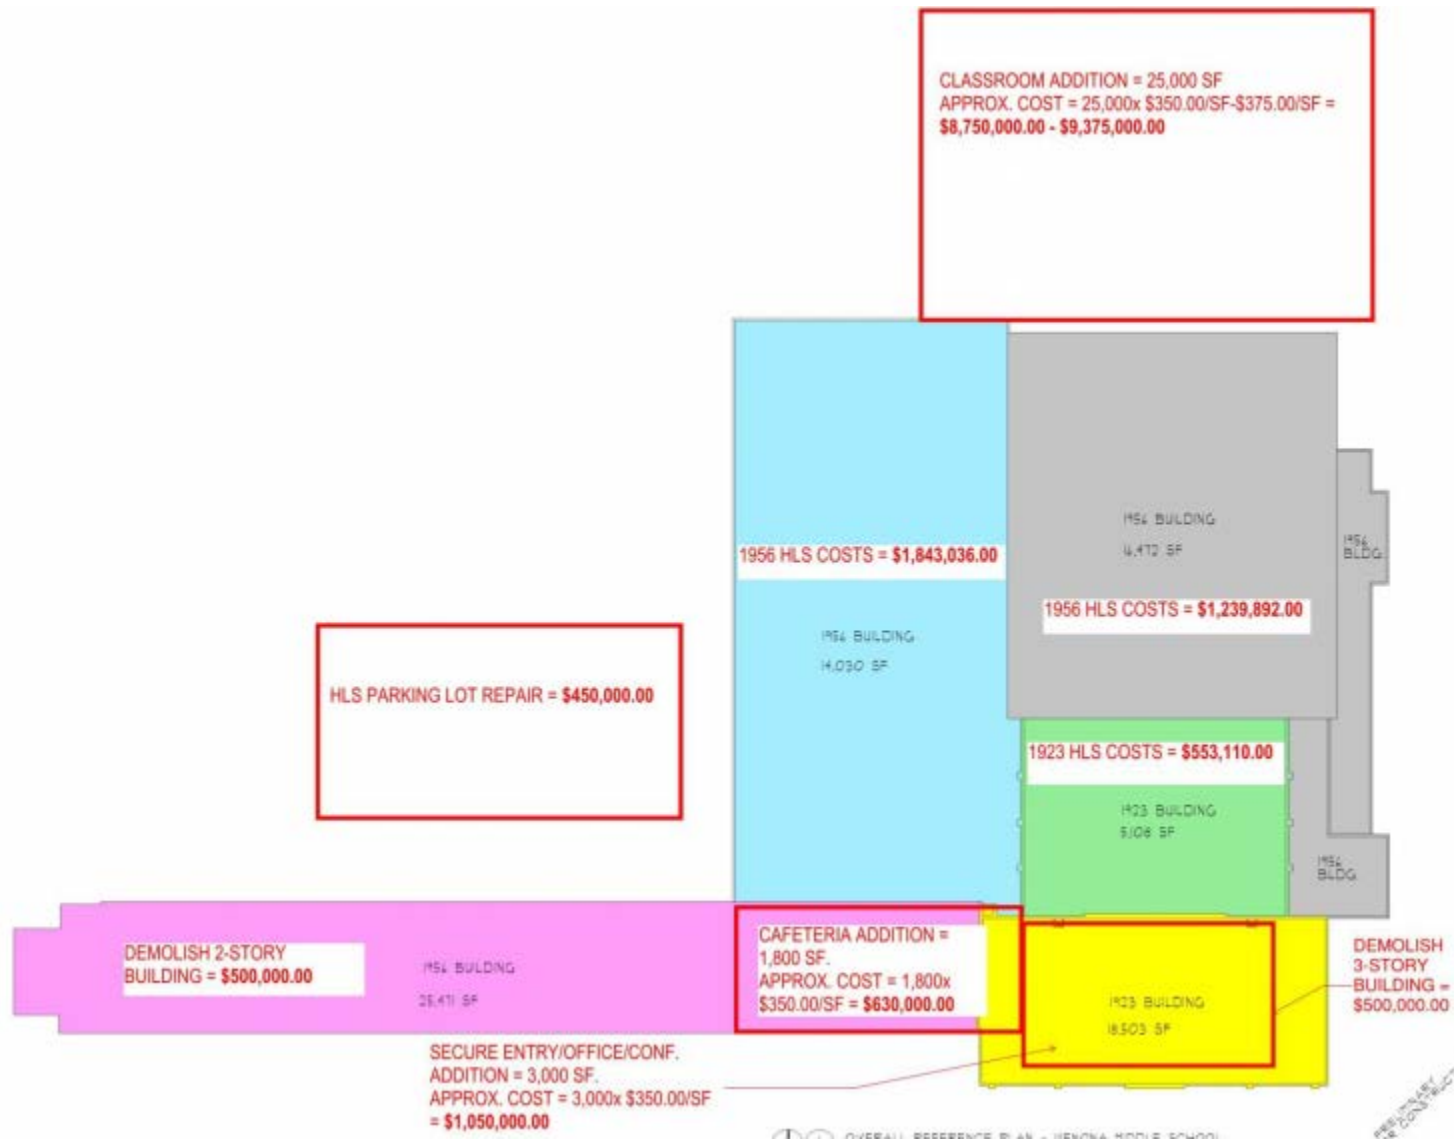 CLASSROOM ADDITION = 25,000 SF
APPROX. COST = 25,000x $350.00/SF-$375.00/SF =
$8,750,000.00 - $9,375,000.00
1956 HLS COSTS = $1,843,036.00
1956 BUILDING
14,030 SF
1956 BUILDING
SF
1956 HLS COSTS = $1,239,892.00
1956
BLDG
HLS PARKING LOT REPAIR = $450,000.00
1923 HLS COSTS = $553,110.00
1923 BUILDING
5,108 SF
1956
BLDG
DEMOLISH 2-STORY
BUILDING = $500,000.00
1956 BUILDING
SF
CAFETERIA ADDITION =
1,800 SF.
APPROX. COST = 1,800x
$350.00/SF = $630,000.00
1923 BUILDING
18,503 SF
DEMOLISH
3-STORY
BUILDING =
$500,000.00
SECURE ENTRY/OFFICE/CONF.
ADDITION = 3,000 SF.
APPROX. COST = 3,000x $350.00/SF
= $1,050,000.00
OVERALL REFERENCE PLAN - WENONA MIDDLE SCHOOL
PRELIMINARY